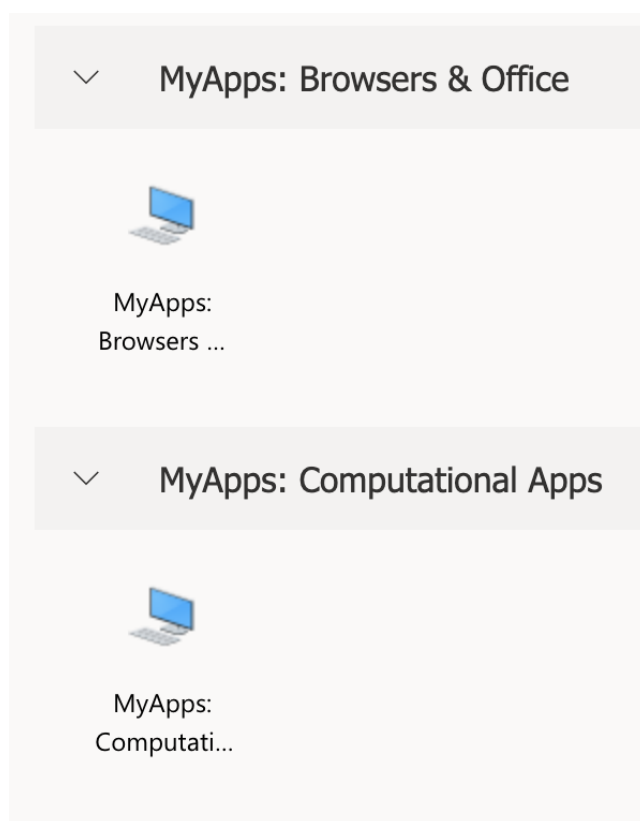 MyApps: Browsers & Office
MyApps:
Browsers ...
MyApps: Computational Apps
MyApps:
Computati...